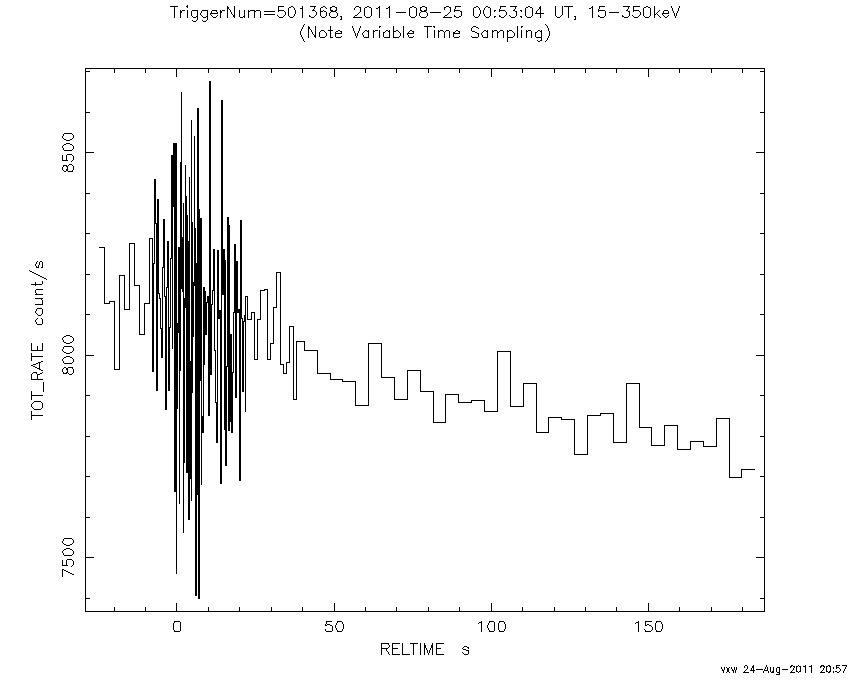 TriggerNum=501368, 2011-08-25 00:53:04 UT, 15-350keV
(Note Variable Time Sampling)
8500
8000
7500
TOT_RATE count/s
0 50 100 150
RELTIME s
vxw 24-Aug-2011 20:57